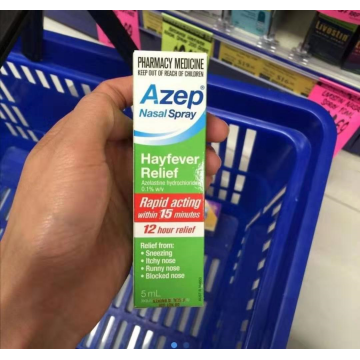 PHARMACY MEDICINE
KEEP OUT OF REACH OF CHILDREN
Azep®
Nasal Spray
Hayfever
Relief
Azelastine hydrochloride
0.1% w/v
Rapid acting
within 15 minutes
12 hour relief
Relief from:
• Sneezing
• Itchy nose
• Runny nose
• Blocked nose
5 mL
Livostin